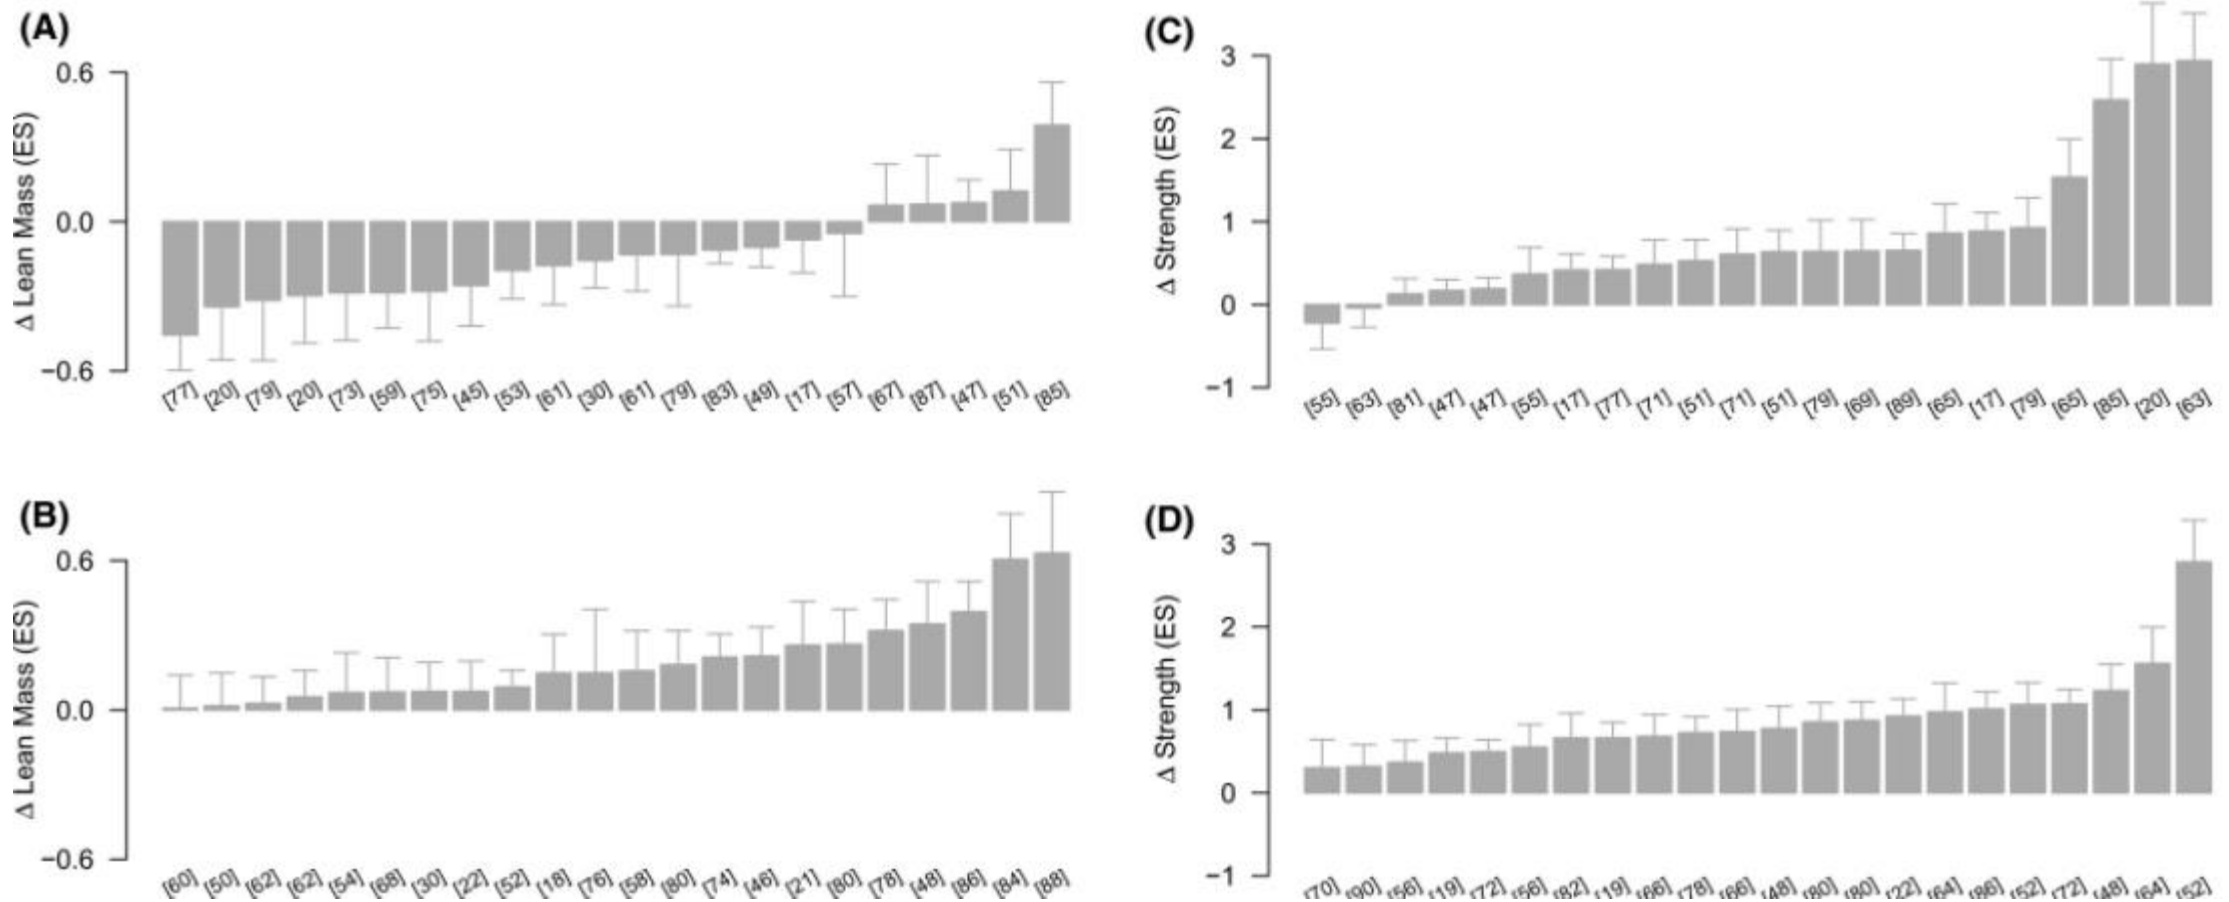 (A)
Δ Lean Mass (ES)
0.6
0.0
−0.6
[77] [20] [79] [20] [73] [59] [75] [45] [53] [61] [30] [61] [79] [83] [49] [17] [57] [67] [87] [47] [51] [85]
(B)
Δ Lean Mass (ES)
0.6
0.0
−0.6
[60] [50] [62] [62] [54] [68] [30] [22] [52] [18] [76] [58] [80] [74] [46] [21] [80] [78] [48] [86] [84] [88]
(C)
Δ Strength (ES)
3
2
1
0
−1
[55] [63] [81] [47] [47] [55] [17] [77] [71] [51] [71] [51] [79] [69] [89] [65] [17] [79] [65] [85] [20] [63]
(D)
Δ Strength (ES)
3
2
1
0
−1
[70] [90] [56] [19] [72] [56] [82] [19] [66] [78] [66] [48] [80] [80] [22] [64] [86] [52] [72] [48] [64] [52]